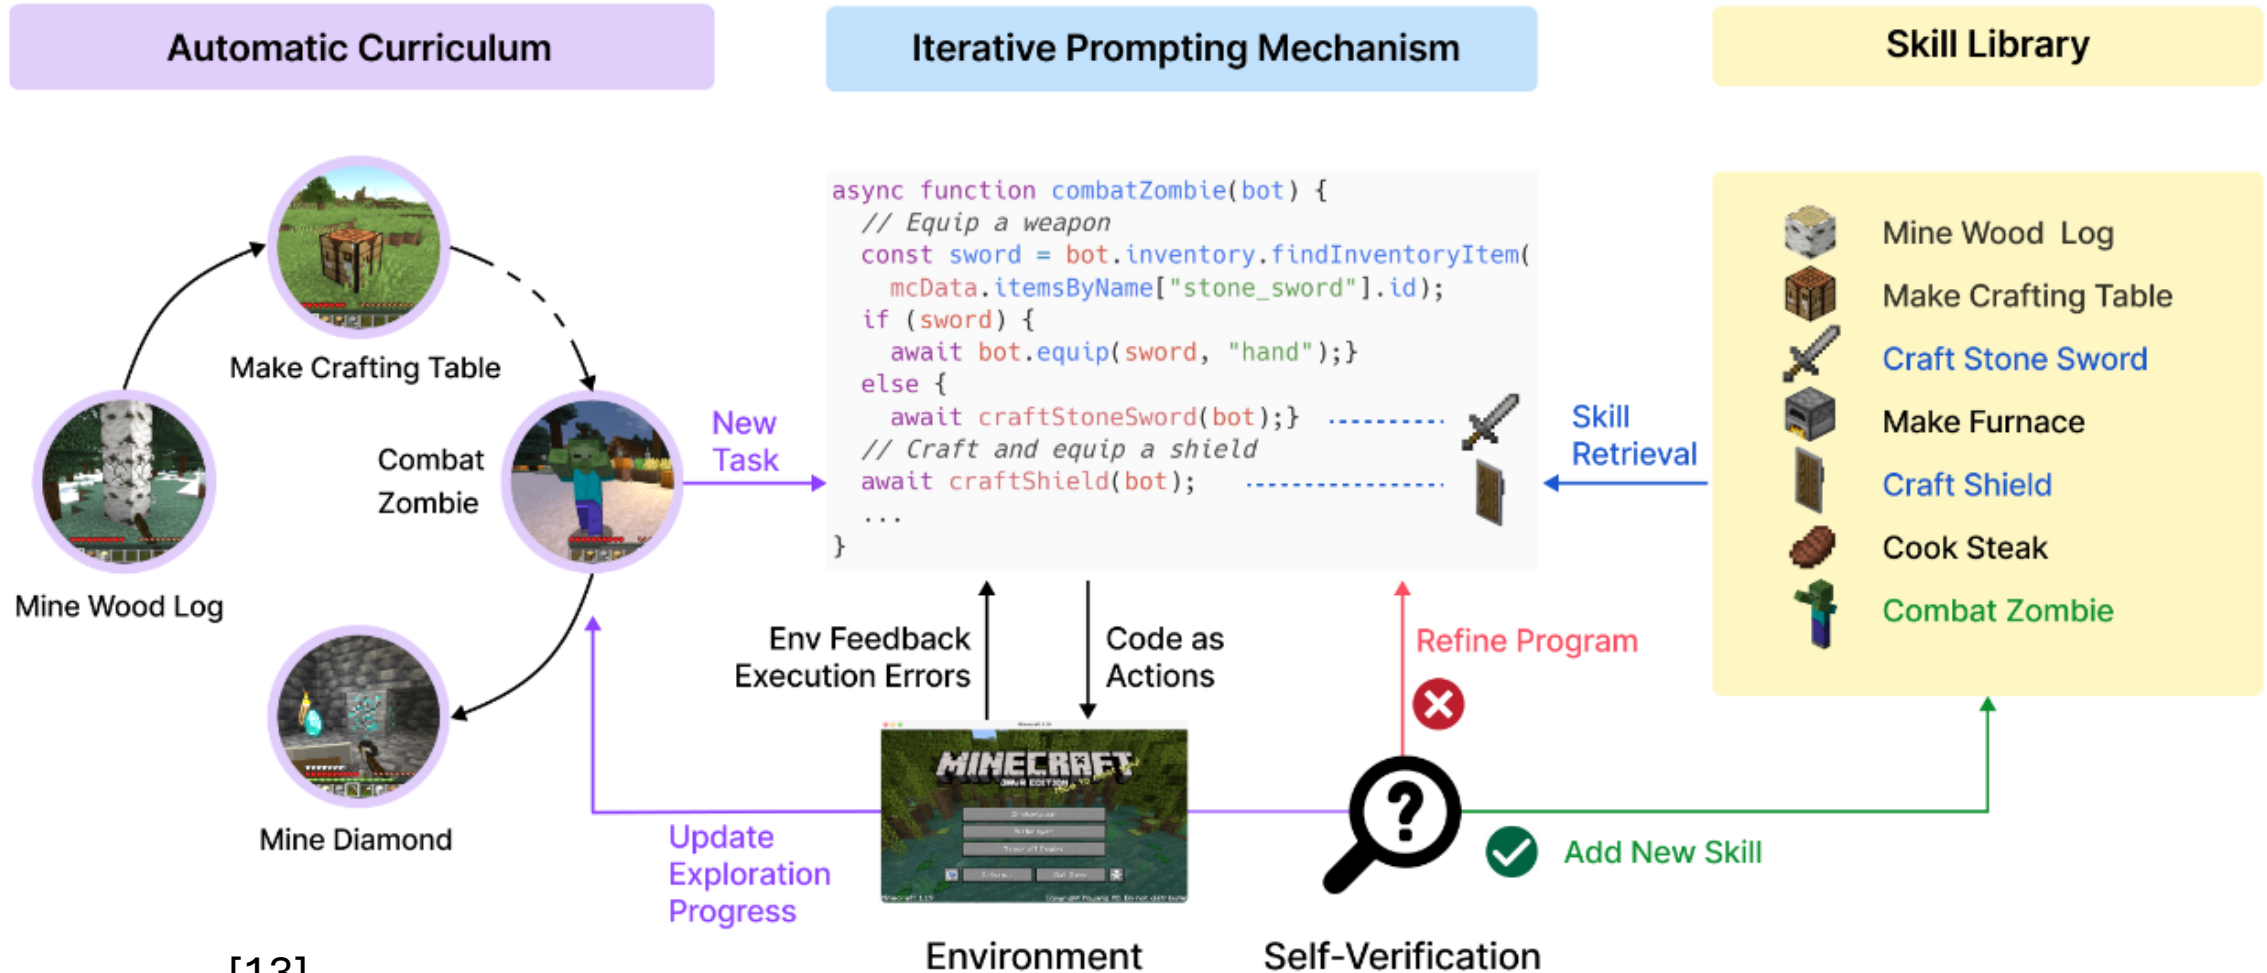 Automatic Curriculum
Iterative Prompting Mechanism
Skill Library
Make Crafting Table
Mine Wood Log
Combat
Zombie
Mine Diamond
New
Task
async function combatZombie(bot) {
// Equip a weapon
const sword = bot.inventory.findInventoryItem(
mcData.itemsByName["stone_sword"].id);
if (sword) {
await bot.equip(sword, "hand");}
else {
await craftStoneSword(bot);}
// Craft and equip a shield
await craftShield(bot);
...
}
Skill
Retrieval
Mine Wood Log
Make Crafting Table
Craft Stone Sword
Make Furnace
Craft Shield
Cook Steak
Combat Zombie
Env Feedback
Execution Errors
Code as
Actions
Refine Program
Update
Exploration
Progress
MINECRAFT
JAVA EDITION
?
Add New Skill
Environment
Self-Verification
[13]